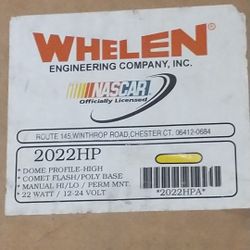 WHELEN®
ENGINEERING COMPANY, INC.
NASCAR
Officially Licensed
ROUTE 145,WINTHROP ROAD,CHESTER CT. 06412-0684
2022HP
* DOME PROFILE-HIGH
* COMET FLASH/POLY BASE
* MANUAL HI/LO / PERM MNT.
* 22 WATT / 12-24 VOLT
*2022HPA*